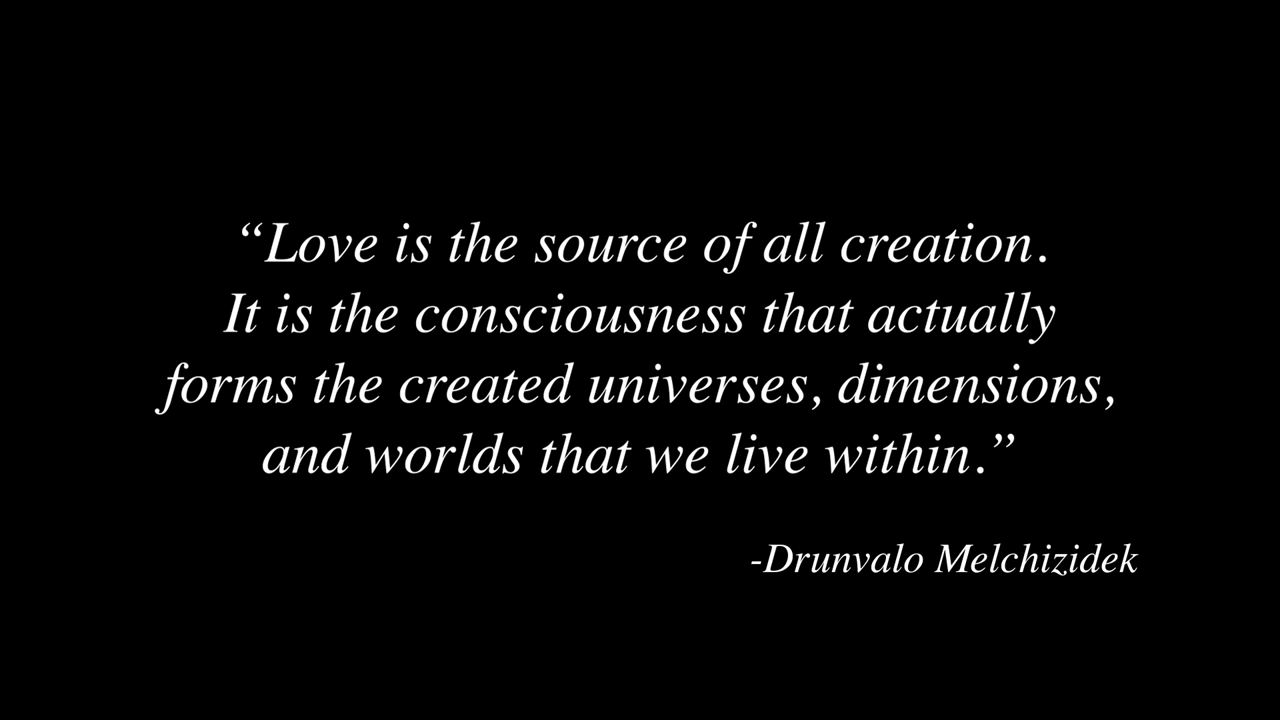 “Love is the source of all creation.
It is the consciousness that actually
forms the created universes, dimensions,
and worlds that we live within.”
-Drunvalo Melchizidek